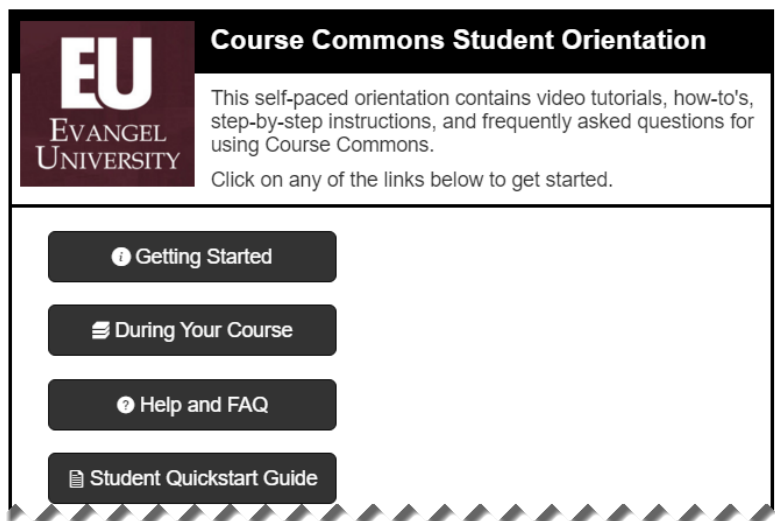 EU
EVANGEL
UNIVERSITY
Course Commons Student Orientation
This self-paced orientation contains video tutorials, how-to's,
step-by-step instructions, and frequently asked questions for
using Course Commons.
Click on any of the links below to get started.
Getting Started
During Your Course
Help and FAQ
Student Quickstart Guide